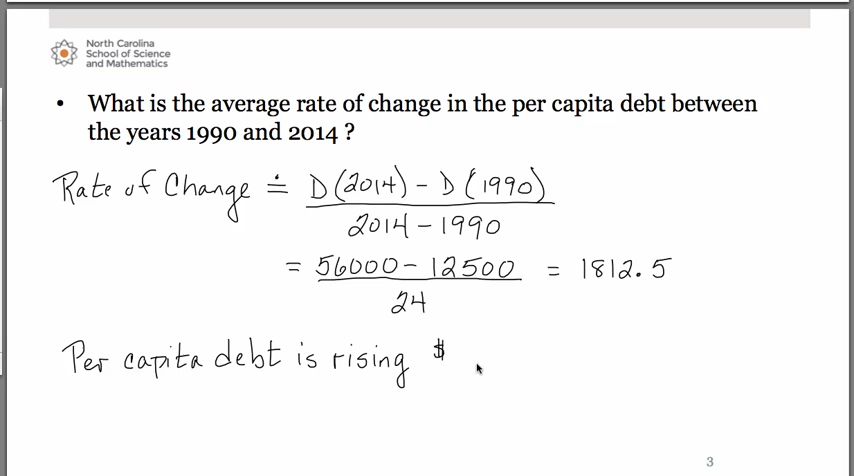 North Carolina
School of Science
and Mathematics
• What is the average rate of change in the per capita debt between
the years 1990 and 2014 ?
Rate of Change ≐ D(2014) - D(1990)
2014 - 1990
= 56000 - 12500 = 1812.5
24
Per capita debt is rising $
3